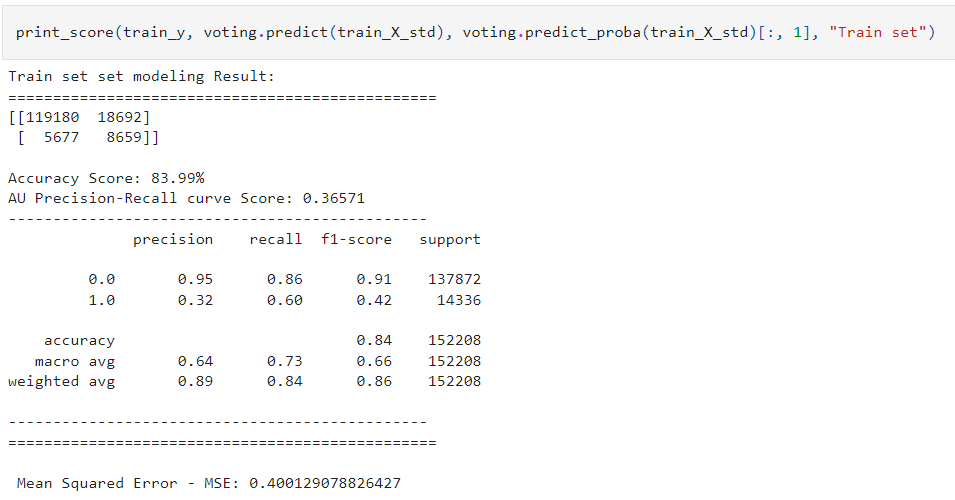 print_score(train_y, voting.predict(train_X_std), voting.predict_proba(train_X_std)[:, 1], "Train set")
Train set set modeling Result:
================================================
[[119180  18692]
 [  5677   8659]]
Accuracy Score: 83.99%
AU Precision-Recall curve Score: 0.36571
-----------------------------------------------
              precision    recall  f1-score   support
         0.0       0.95      0.86      0.91    137872
         1.0       0.32      0.60      0.42     14336
    accuracy                           0.84    152208
   macro avg       0.64      0.73      0.66    152208
weighted avg       0.89      0.84      0.86    152208
-----------------------------------------------
================================================
 Mean Squared Error - MSE: 0.400129078826427